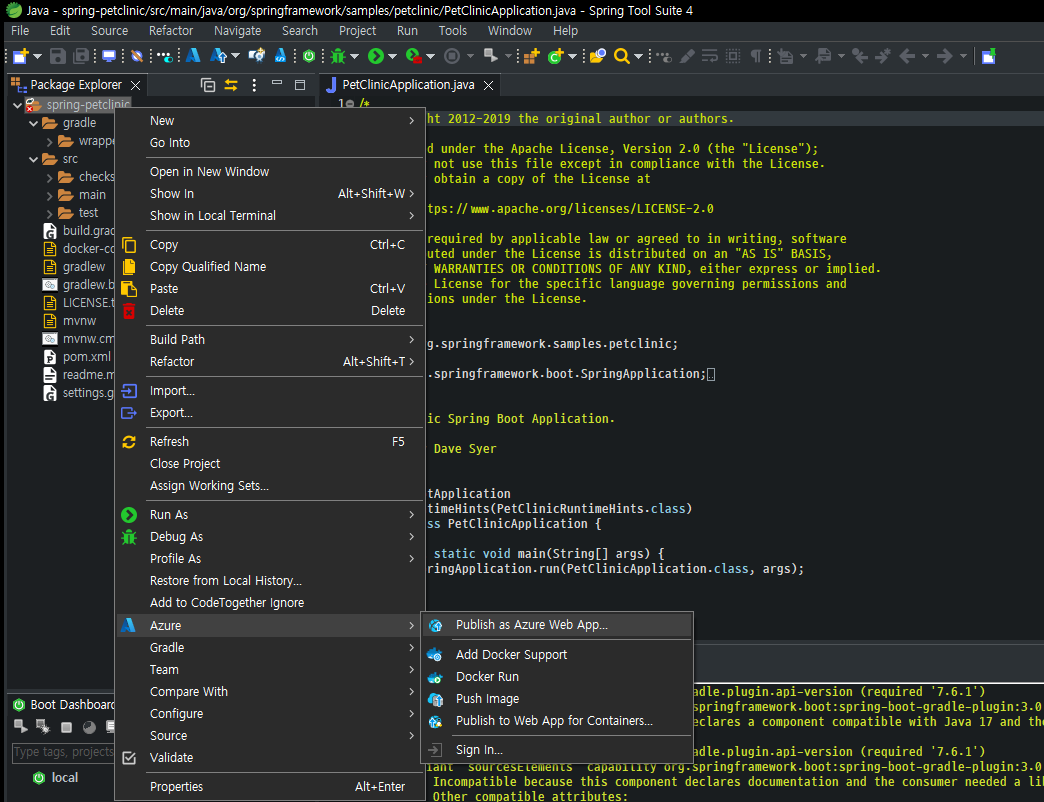 Java - spring-petclinic/src/main/java/org/springframework/samples/petclinic/PetClinicApplication.java - Spring Tool Suite 4
File Edit Source Refactor Navigate Search Project Run Tools Window Help
Package Explorer
spring-petclinic
gradle
wrappe
src
checks
main
test
build.grad
docker-co
gradlew
gradlew.b
LICENSE.t
mvnw
mvnw.cm
pom.xml
readme.m
settings.g
Boot Dashboard
Type tags, projects
local
New
Go Into
Open in New Window
Show In Alt+Shift+W
Show in Local Terminal
Copy Ctrl+C
Copy Qualified Name
Paste Ctrl+V
Delete Delete
Build Path
Refactor Alt+Shift+T
Import...
Export...
Refresh F5
Close Project
Assign Working Sets...
Run As
Debug As
Profile As
Restore from Local History...
Add to CodeTogether Ignore
Azure
Gradle
Team
Compare With
Configure
Source
Validate
Properties Alt+Enter
Publish as Azure Web App...
Add Docker Support
Docker Run
Push Image
Publish to Web App for Containers...
Sign In...
PetClinicApplication.java
1 /*
ht 2012-2019 the original author or authors.
d under the Apache License, Version 2.0 (the "License");
not use this file except in compliance with the License.
obtain a copy of the License at
tps://www.apache.org/licenses/LICENSE-2.0
required by applicable law or agreed to in writing, software
uted under the License is distributed on an "AS IS" BASIS,
WARRANTIES OR CONDITIONS OF ANY KIND, either express or implied.
License for the specific language governing permissions and
ions under the License.
g.springframework.samples.petclinic;
.springframework.boot.SpringApplication;
ic Spring Boot Application.
Dave Syer
tApplication
timeHints(PetClinicRuntimeHints.class)
ss PetClinicApplication {
static void main(String[] args) {
ringApplication.run(PetClinicApplication.class, args);
adle.plugin.api-version (required '7.6.1')
springframework.boot:spring-boot-gradle-plugin:3.0
eclares a component compatible with Java 17 and the
adle.plugin.api-version (required '7.6.1')
iant 'sourcesElements' capability org.springframework.boot:spring-boot-gradle-plugin:3.0
Incompatible because this component declares documentation and the consumer needed a li
Other compatible attributes: